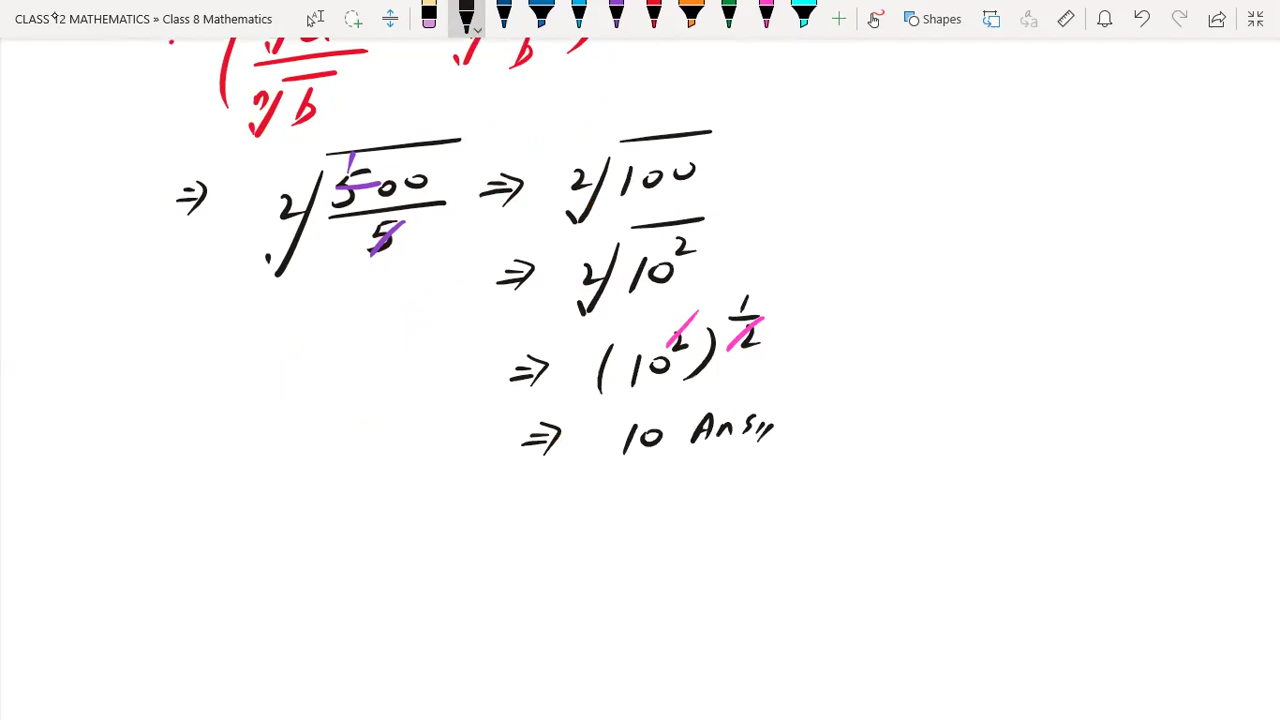 CLASS 12 MATHEMATICS » Class 8 Mathematics Shapes
(ⁿ√a / ⁿ√b ⁿ√b)
⇒ ²√(500/5) ⇒ ²√100
⇒ ²√10²
⇒ (10²)^(1/2)
⇒ 10 Ans,,